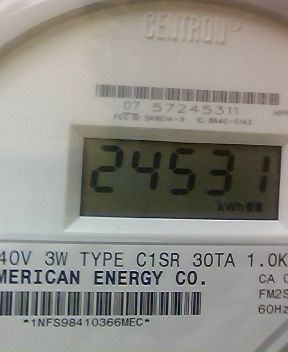 CENTRON®
07 57245311
24531
kWh
40V 3W TYPE C1SR 30TA 1.0K
MERICAN ENERGY CO.
CA
FM2S
60Hz
*1NFS98410366MEC*